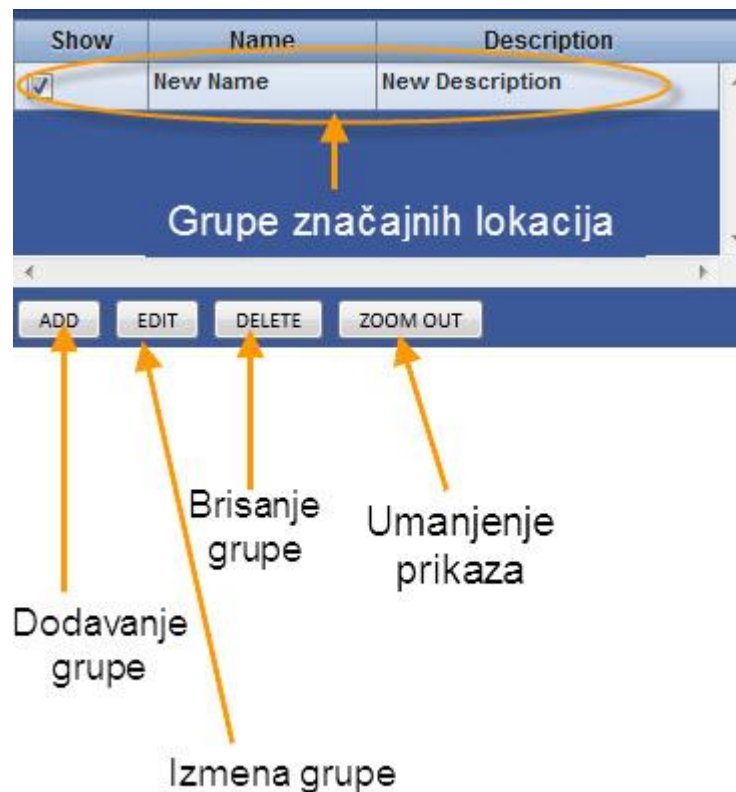 Show Name Description
New Name New Description
Grupe značajnih lokacija
ADD EDIT DELETE ZOOM OUT
Brisanje
grupe
Umanjenje
prikaza
Dodavanje
grupe
Izmena grupe